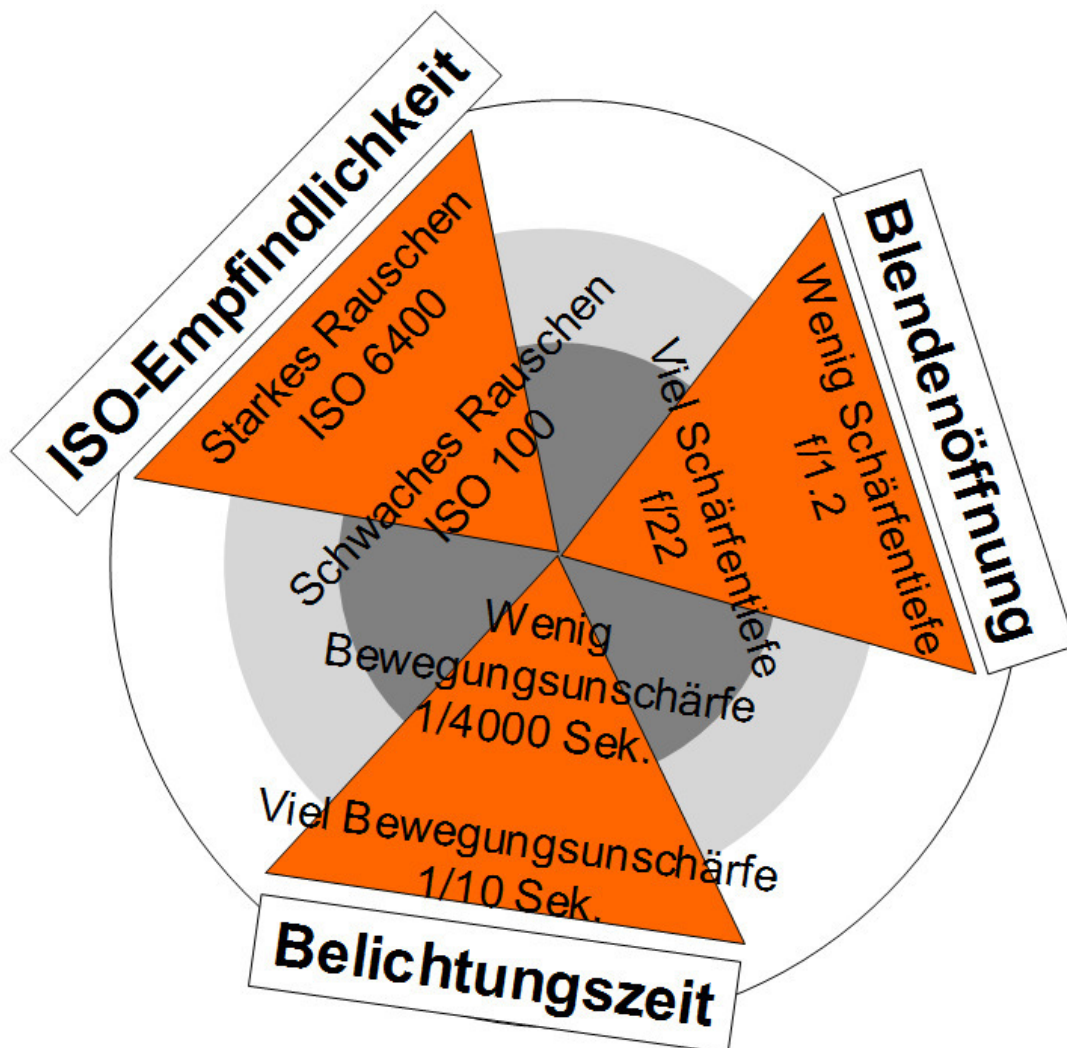 ISO-Empfindlichkeit
Starkes Rauschen
ISO 6400
Schwaches Rauschen
ISO 100
Blendenöffnung
Wenig Schärfentiefe
f/1.2
Viel Schärfentiefe
f/22
Wenig
Bewegungsunschärfe
1/4000 Sek.
Viel Bewegungsunschärfe
1/10 Sek.
Belichtungszeit